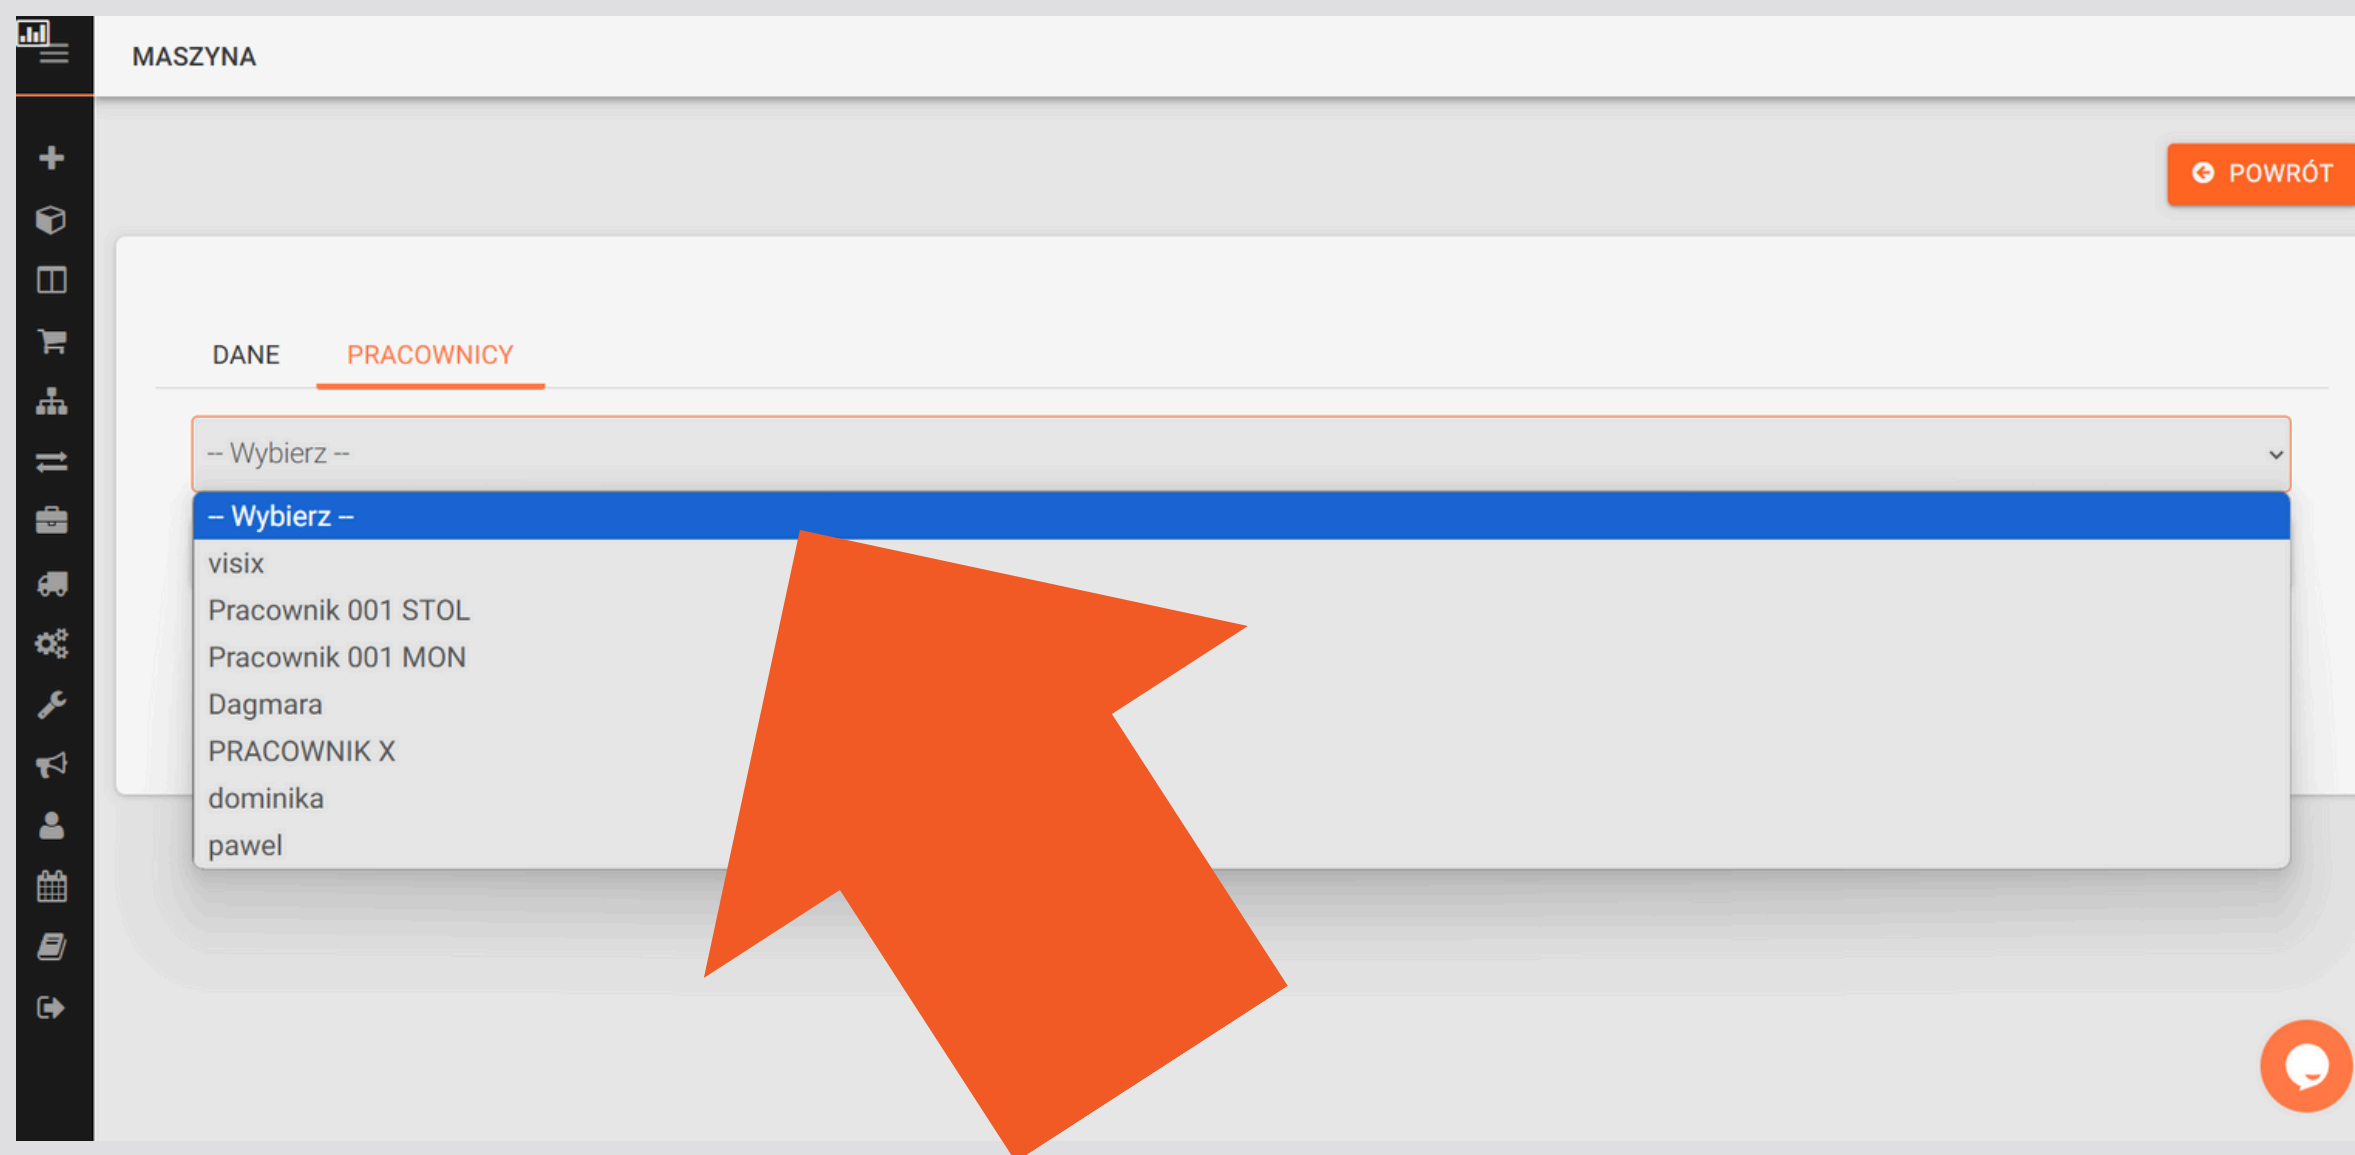 MASZYNA
POWRÓT
DANE PRACOWNICY
-- Wybierz --
-- Wybierz --
visix
Pracownik 001 STOL
Pracownik 001 MON
Dagmara
PRACOWNIK X
dominika
pawel